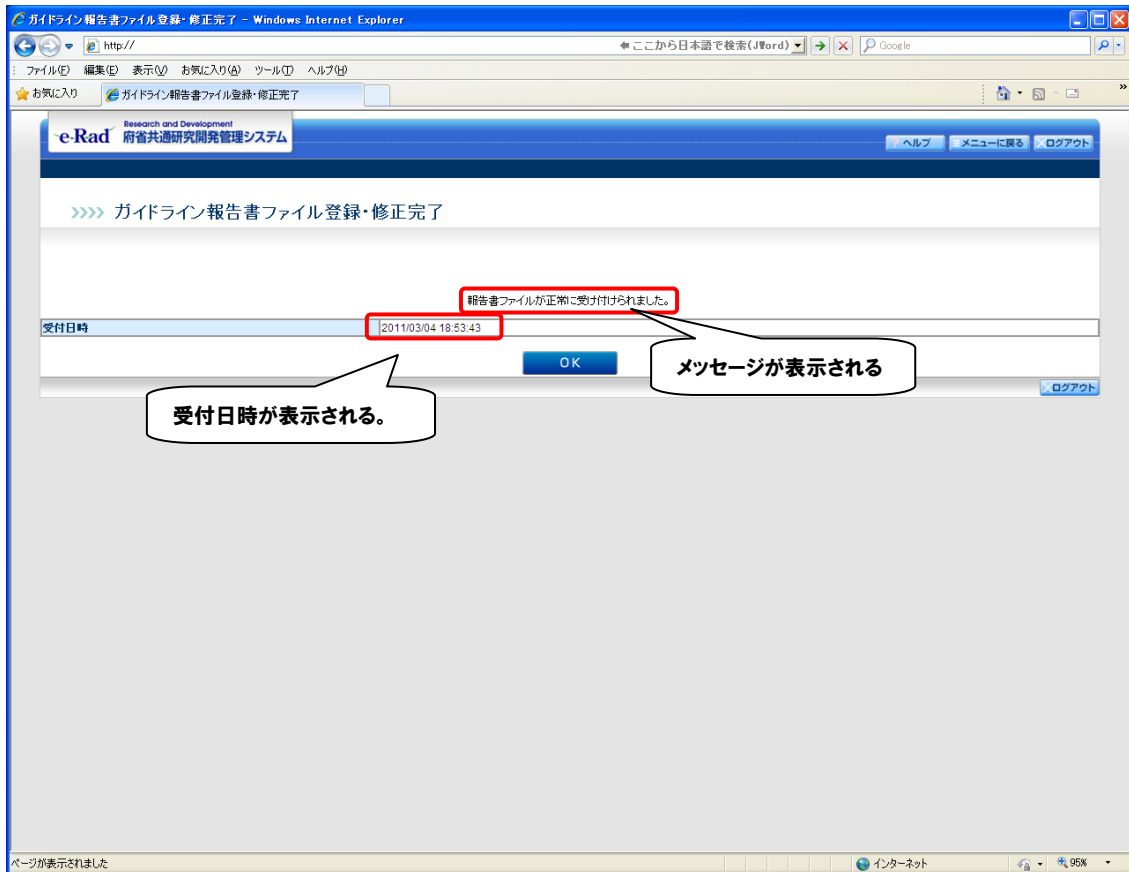 ガイドライン報告書ファイル登録・修正完了 - Windows Internet Explorer
http://
ここから日本語で検索(JWord)
Google
ファイル(F) 編集(E) 表示(V) お気に入り(A) ツール(T) ヘルプ(H)
お気に入り
ガイドライン報告書ファイル登録・修正完了
»
e-Rad
Research and Development
府省共通研究開発管理システム
? ヘルプ
メニューに戻る
ログアウト
>>>> ガイドライン報告書ファイル登録・修正完了
報告書ファイルが正常に受け付けられました。
受付日時
2011/03/04 18:53:43
OK
メッセージが表示される
ログアウト
受付日時が表示される。
ページが表示されました
インターネット
95%